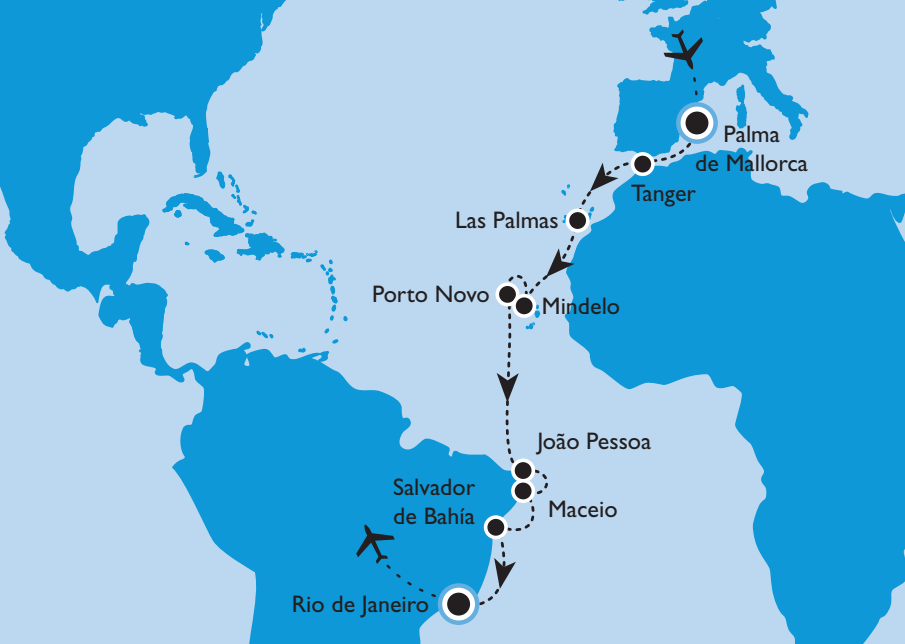 Palma
de Mallorca
Tanger
Las Palmas
Porto Novo
Mindelo
João Pessoa
Salvador
de Bahía
Maceio
Rio de Janeiro